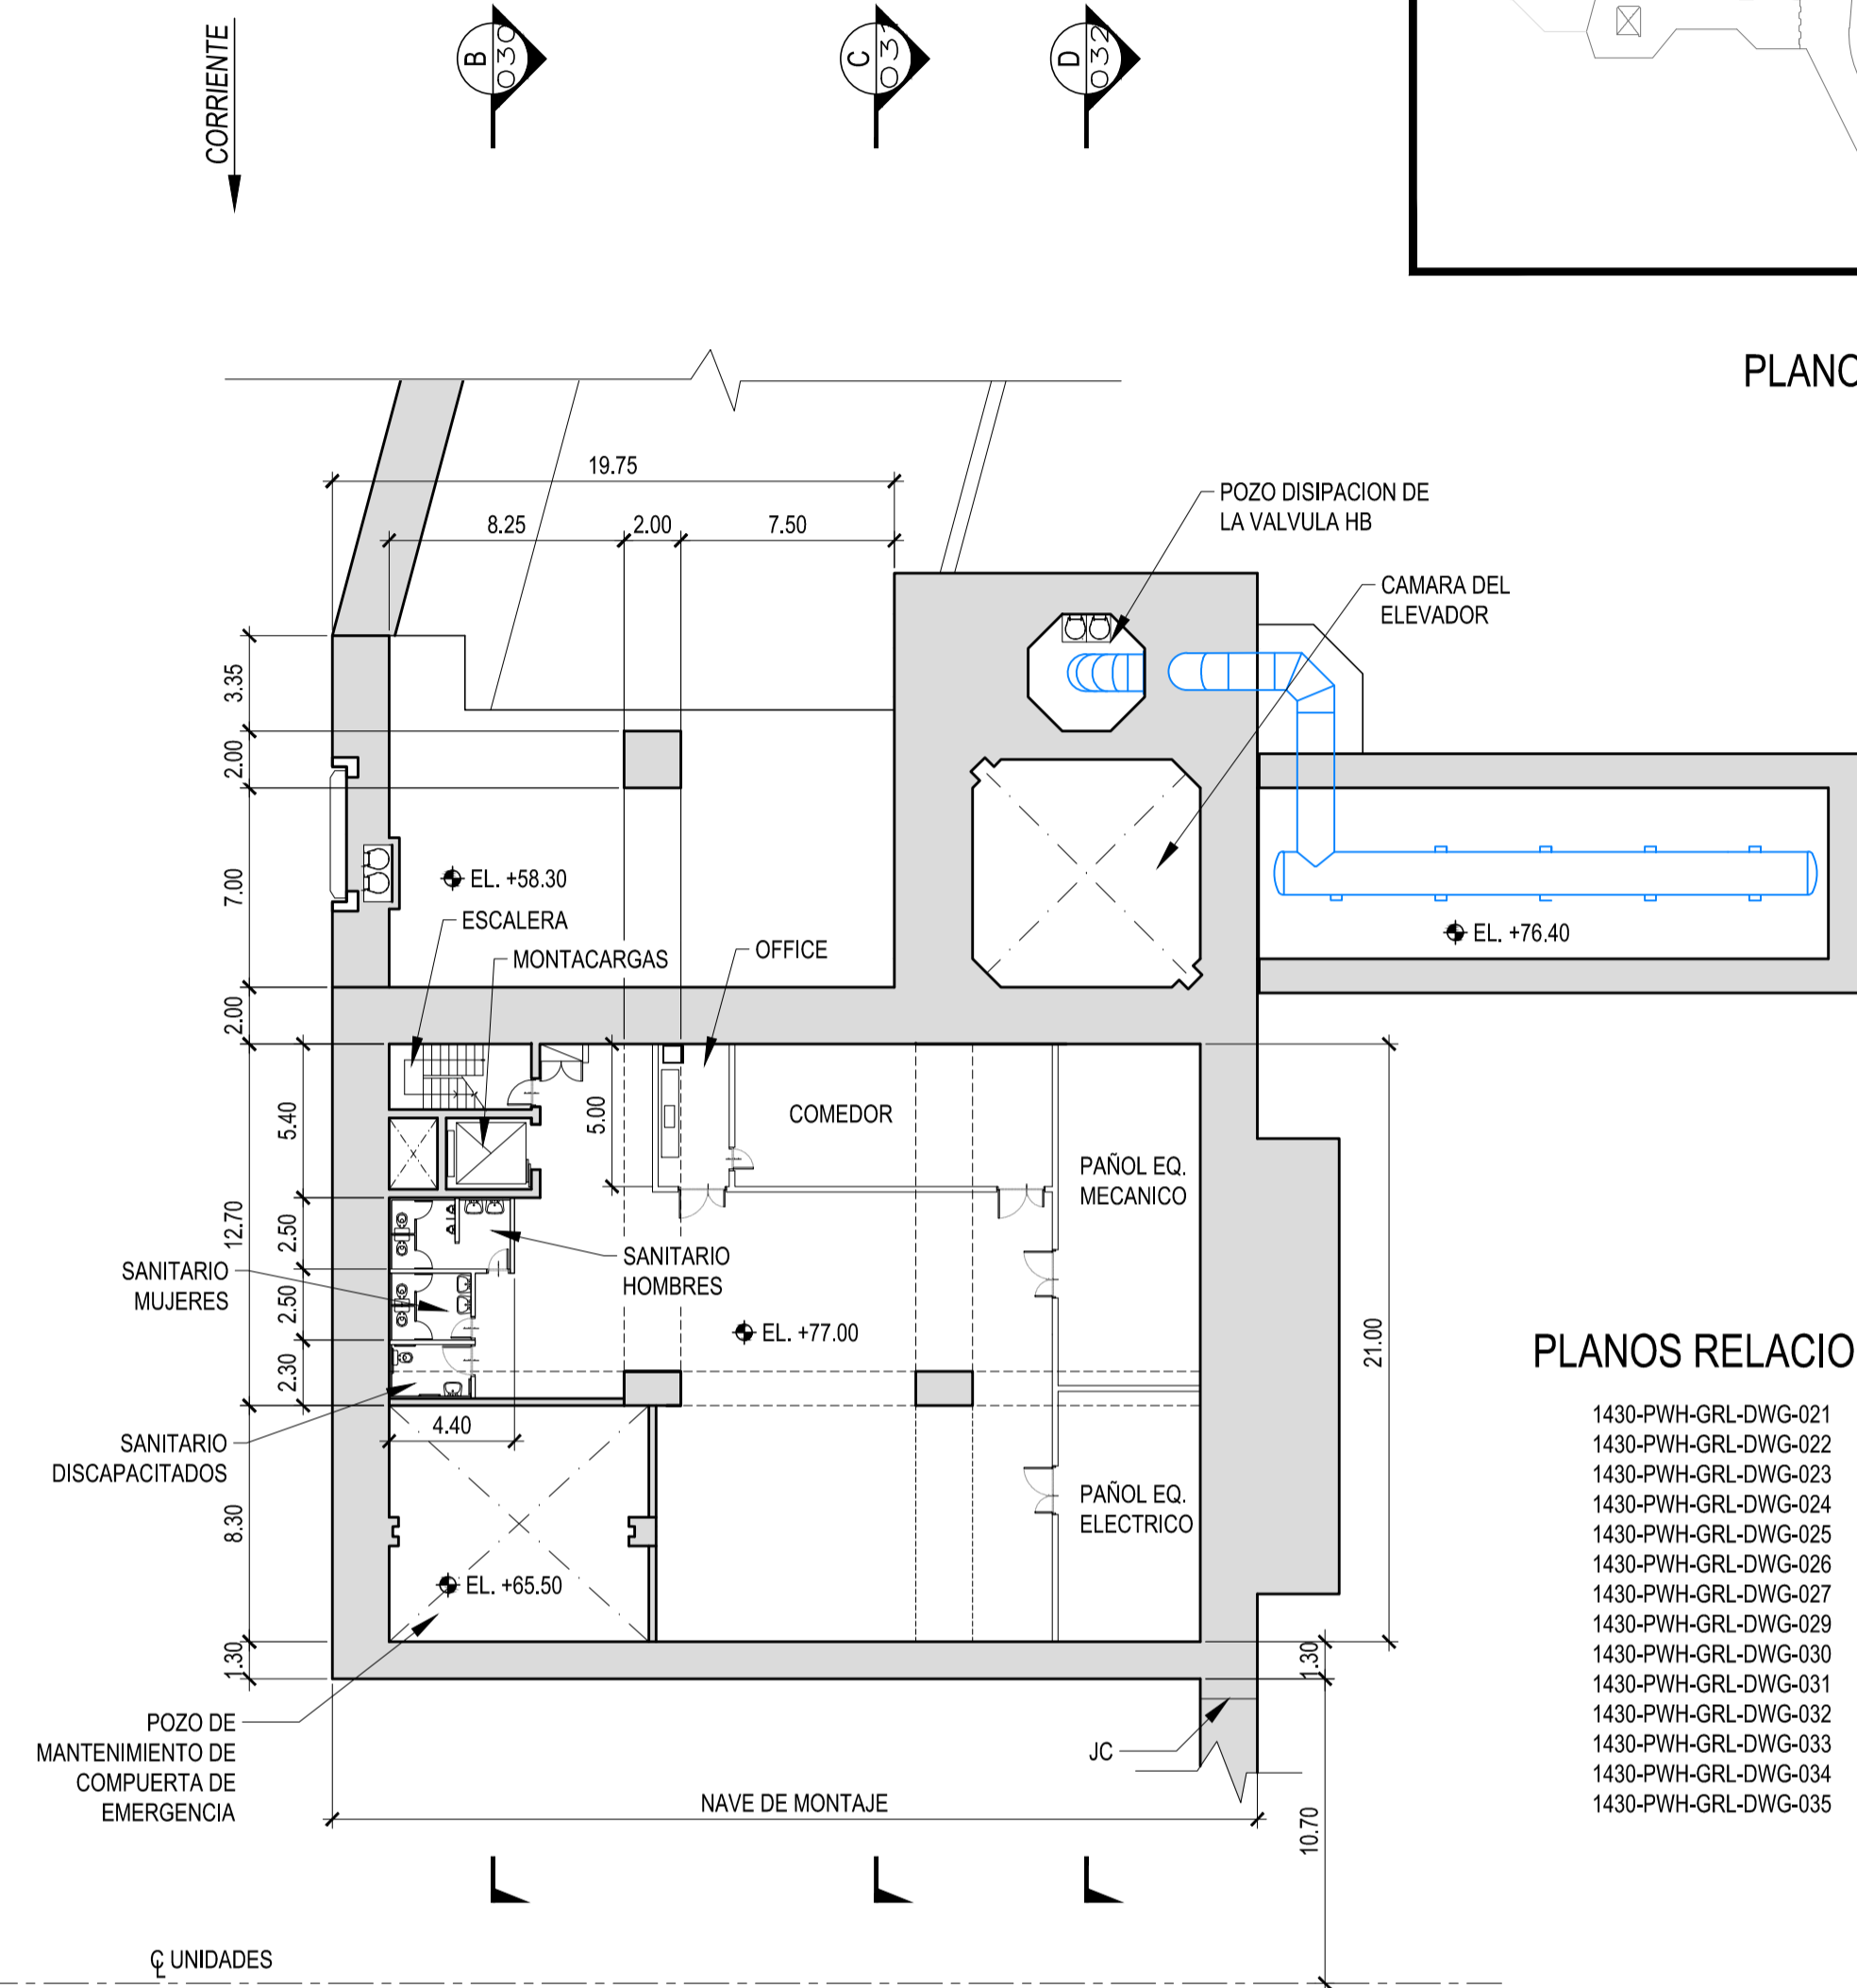 CORRIENTE
B
030
C
031
D
032
PLANO
19.75
8.25
2.00
7.50
POZO DISIPACION DE
LA VALVULA HB
CAMARA DEL
ELEVADOR
3.35
2.00
7.00
2.00
EL. +58.30
ESCALERA
MONTACARGAS
OFFICE
EL. +76.40
5.40
5.00
COMEDOR
PAÑOL EQ.
MECANICO
12.70
2.50
2.50
2.30
SANITARIO
MUJERES
SANITARIO
HOMBRES
EL. +77.00
21.00
PLANOS RELACIO
1430-PWH-GRL-DWG-021
1430-PWH-GRL-DWG-022
1430-PWH-GRL-DWG-023
1430-PWH-GRL-DWG-024
1430-PWH-GRL-DWG-025
1430-PWH-GRL-DWG-026
1430-PWH-GRL-DWG-027
1430-PWH-GRL-DWG-029
1430-PWH-GRL-DWG-030
1430-PWH-GRL-DWG-031
1430-PWH-GRL-DWG-032
1430-PWH-GRL-DWG-033
1430-PWH-GRL-DWG-034
1430-PWH-GRL-DWG-035
SANITARIO
DISCAPACITADOS
4.40
8.30
PAÑOL EQ.
ELECTRICO
EL. +65.50
1.30
1.30
POZO DE
MANTENIMIENTO DE
COMPUERTA DE
EMERGENCIA
JC
NAVE DE MONTAJE
10.70
℄ UNIDADES